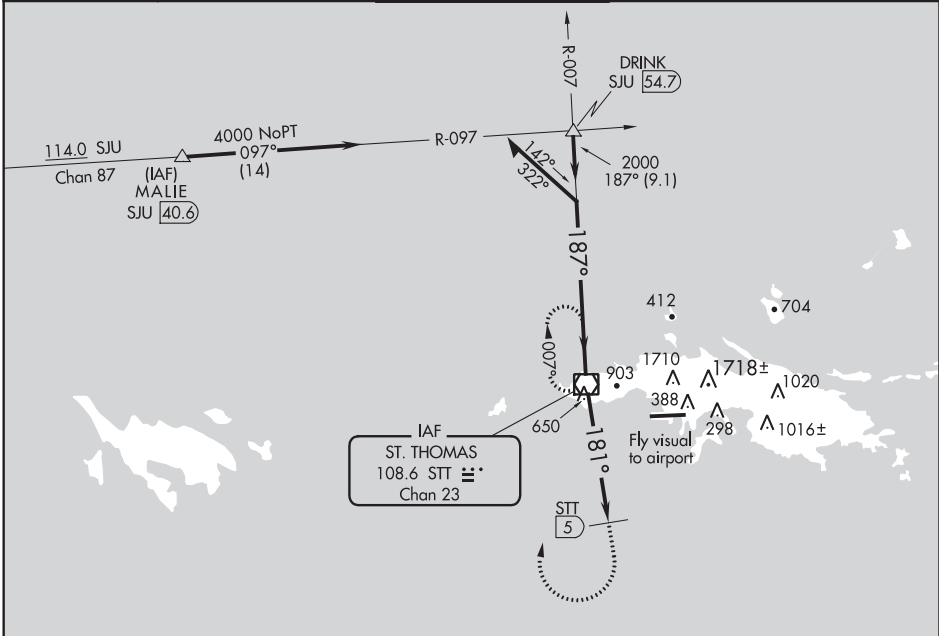 R-007
DRINK
SJU 54.7
114.0 SJU
Chan 87
4000 NoPT
097°
(14)
R-097
(IAF)
MALIE
SJU 40.6
142°
322°
2000
187° (9.1)
187°
412
704
007°
903
1710
1718±
1020
388
298
1016±
650
Fly visual
to airport
IAF
ST. THOMAS
108.6 STT
Chan 23
181°
STT
5